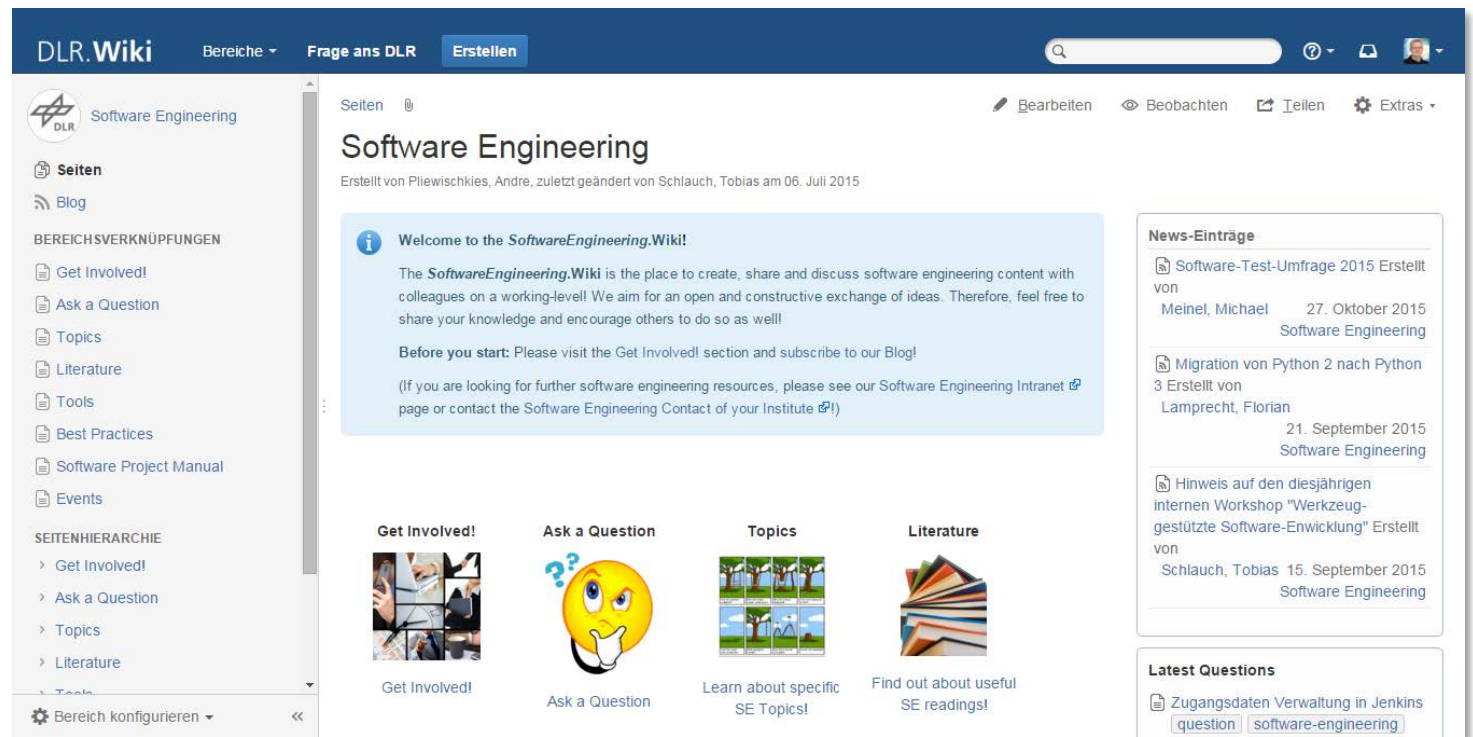 DLR.Wiki Bereiche Frage ans DLR Erstellen
DLR
Software Engineering
Seiten
Blog
BEREICHSVERKNÜPFUNGEN
Get Involved!
Ask a Question
Topics
Literature
Tools
Best Practices
Software Project Manual
Events
SEITENHIERARCHIE
Get Involved!
Ask a Question
Topics
Literature
Tools
Bereich konfigurieren
Seiten
Bearbeiten Beobachten Teilen Extras
Software Engineering
Erstellt von Pliewischkies, Andre, zuletzt geändert von Schlauch, Tobias am 06. Juli 2015
Welcome to the SoftwareEngineering.Wiki!
The SoftwareEngineering.Wiki is the place to create, share and discuss software engineering content with
colleagues on a working-level! We aim for an open and constructive exchange of ideas. Therefore, feel free to
share your knowledge and encourage others to do so as well!
Before you start: Please visit the Get Involved! section and subscribe to our Blog!
(If you are looking for further software engineering resources, please see our Software Engineering Intranet
page or contact the Software Engineering Contact of your Institute !)
Get Involved!
Get Involved!
Ask a Question
??
Ask a Question
Topics
Learn about specific
SE Topics!
Literature
Find out about useful
SE readings!
News-Einträge
Software-Test-Umfrage 2015 Erstellt
von
Meinel, Michael 27. Oktober 2015
Software Engineering
Migration von Python 2 nach Python
3 Erstellt von
Lamprecht, Florian
21. September 2015
Software Engineering
Hinweis auf den diesjährigen
internen Workshop "Werkzeug-
gestützte Software-Enwicklung" Erstellt
von
Schlauch, Tobias 15. September 2015
Software Engineering
Latest Questions
Zugangsdaten Verwaltung in Jenkins
question software-engineering